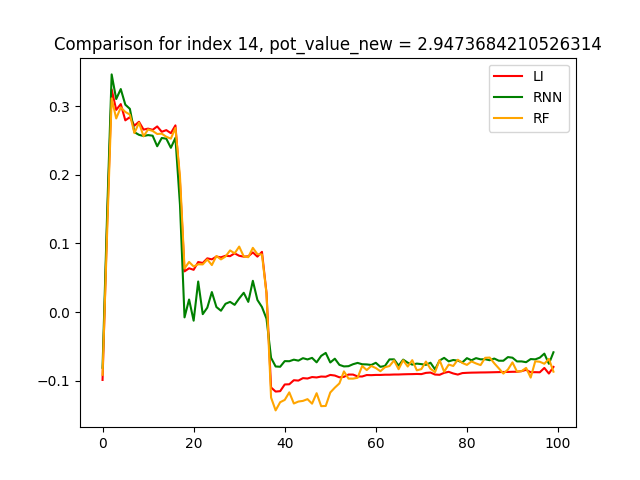 Comparison for index 14, pot_value_new = 2.9473684210526314
LI
RNN
RF
0.3
0.2
0.1
0.0
−0.1
0 20 40 60 80 100